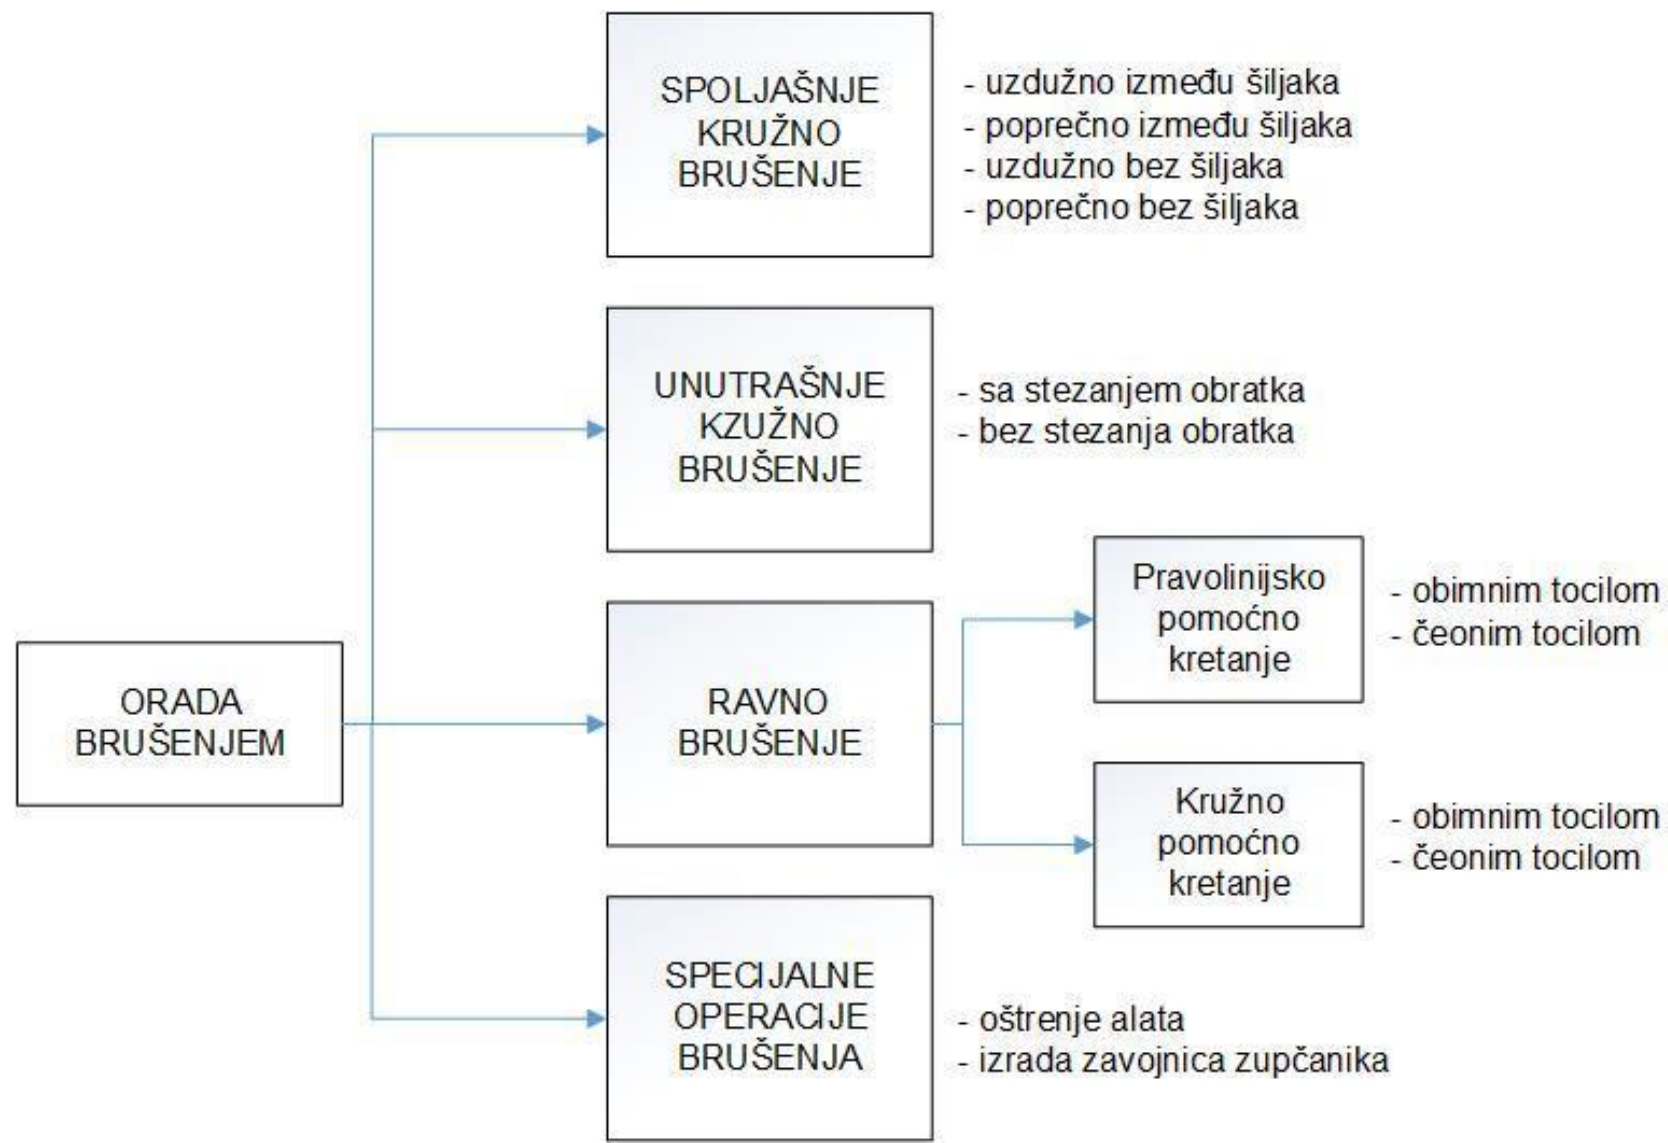 SPOLJAŠNJE
KRUŽNO
BRUŠENJE
- uzdužno između šiljaka
- poprečno između šiljaka
- uzdužno bez šiljaka
- poprečno bez šiljaka
UNUTRAŠNJE
KZUŽNO
BRUŠENJE
- sa stezanjem obratka
- bez stezanja obratka
ORADA
BRUŠENJEM
RAVNO
BRUŠENJE
Pravolinijsko
pomoćno
kretanje
- obimnim tocilom
- čeonim tocilom
Kružno
pomoćno
kretanje
- obimnim tocilom
- čeonim tocilom
SPECIJALNE
OPERACIJE
BRUŠENJA
- oštrenje alata
- izrada zavojnica zupčanika